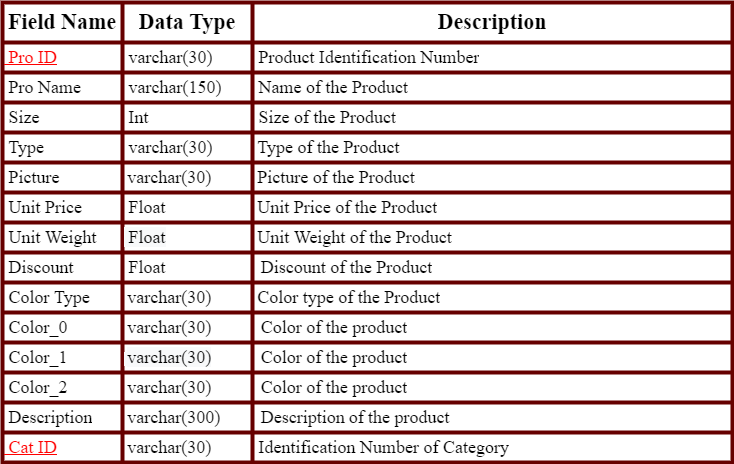 Field Name Data Type Description
Pro ID varchar(30) Product Identification Number
Pro Name varchar(150) Name of the Product
Size Int Size of the Product
Type varchar(30) Type of the Product
Picture varchar(30) Picture of the Product
Unit Price Float Unit Price of the Product
Unit Weight Float Unit Weight of the Product
Discount Float Discount of the Product
Color Type varchar(30) Color type of the Product
Color_0 varchar(30) Color of the product
Color_1 varchar(30) Color of the product
Color_2 varchar(30) Color of the product
Description varchar(300) Description of the product
Cat ID varchar(30) Identification Number of Category